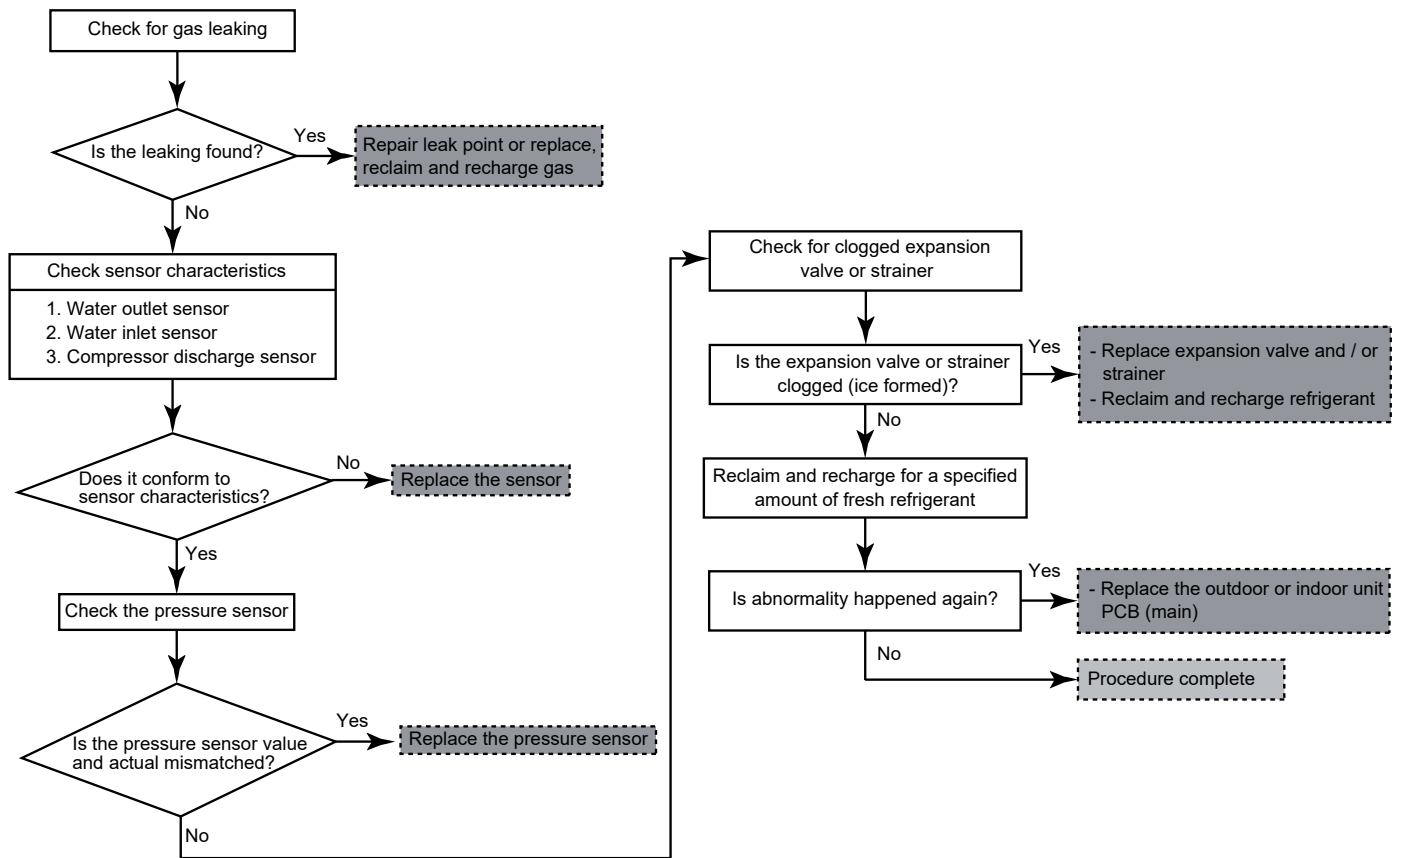 Check for gas leaking
Is the leaking found?
Yes
Repair leak point or replace,
reclaim and recharge gas
No
Check sensor characteristics
1. Water outlet sensor
2. Water inlet sensor
3. Compressor discharge sensor
Does it conform to
sensor characteristics?
No
Replace the sensor
Yes
Check the pressure sensor
Is the pressure sensor value
and actual mismatched?
Yes
Replace the pressure sensor
No
Check for clogged expansion
valve or strainer
Is the expansion valve or strainer
clogged (ice formed)?
Yes
- Replace expansion valve and / or
strainer
- Reclaim and recharge refrigerant
No
Reclaim and recharge for a specified
amount of fresh refrigerant
Is abnormality happened again?
Yes
- Replace the outdoor or indoor unit
PCB (main)
No
Procedure complete